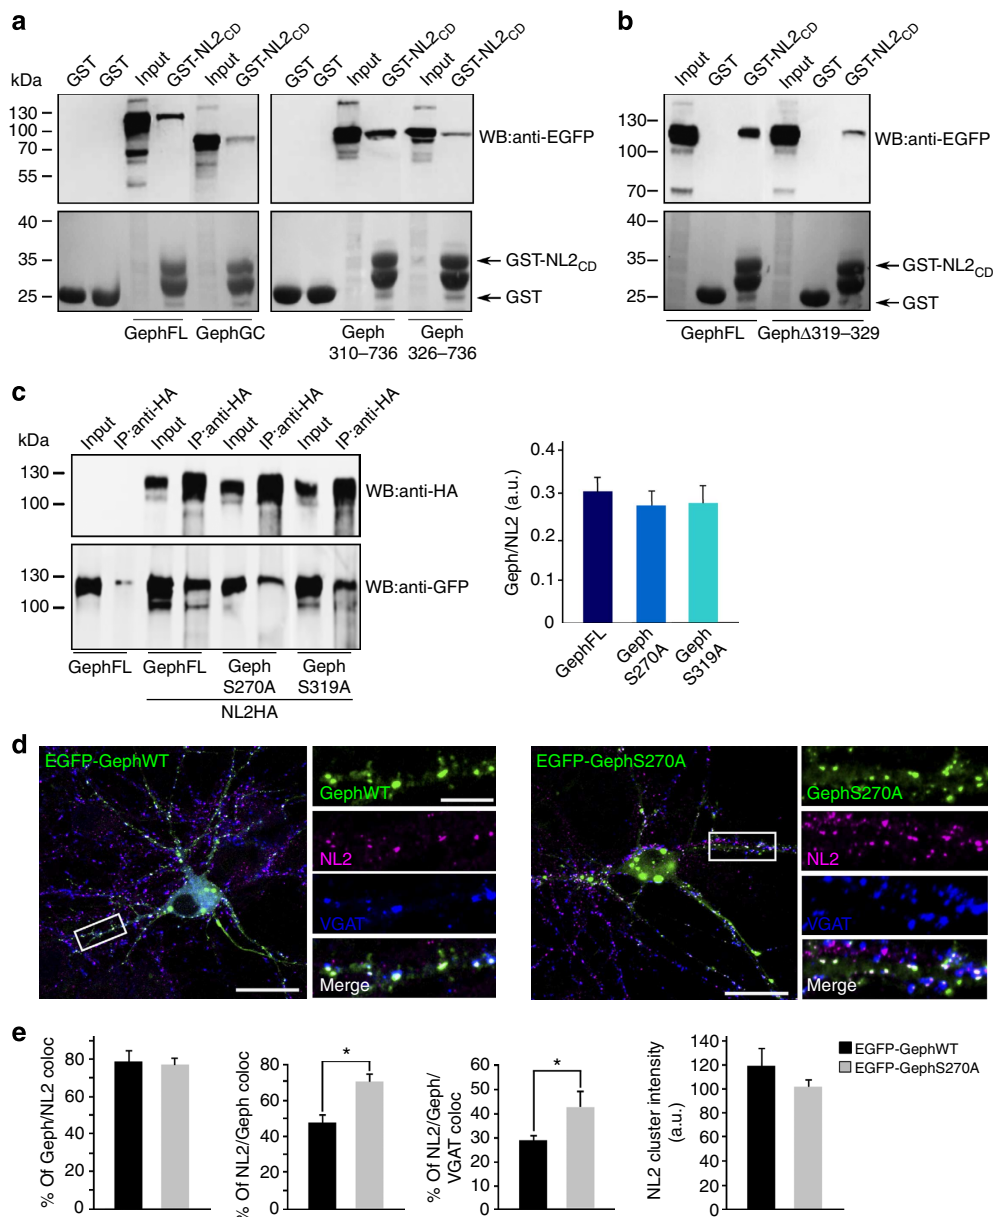 a
kDa
GST
GST
Input
GST-NL2CD
Input
GST-NL2CD
GST
GST
Input
GST-NL2CD
Input
GST-NL2CD
130
100
70
55
WB:anti-EGFP
40
35
25
GST-NL2CD
GST
GephFL
GephGC
Geph
310–736
Geph
326–736
b
Input
GST
GST-NL2CD
Input
GST
GST-NL2CD
130
100
70
WB:anti-EGFP
40
35
25
GST-NL2CD
GST
GephFL
GephΔ319–329
c
kDa
Input
IP:anti-HA
Input
IP:anti-HA
Input
IP:anti-HA
Input
IP:anti-HA
130
100
WB:anti-HA
130
100
WB:anti-GFP
GephFL
GephFL
Geph
S270A
Geph
S319A
NL2HA
Geph/NL2 (a.u.)
0.4
0.3
0.2
0.1
0
GephFL
Geph
S270A
Geph
S319A
d
EGFP-GephWT
GephWT
NL2
VGAT
Merge
EGFP-GephS270A
GephS270A
NL2
VGAT
Merge
e
% Of Geph/NL2 coloc
80
60
40
20
0
% Of NL2/Geph coloc
80
60
40
20
0
*
% Of NL2/Geph/
VGAT coloc
60
50
40
30
20
10
0
*
NL2 cluster intensity
(a.u.)
140
120
100
80
60
40
20
0
EGFP-GephWT
EGFP-GephS270A